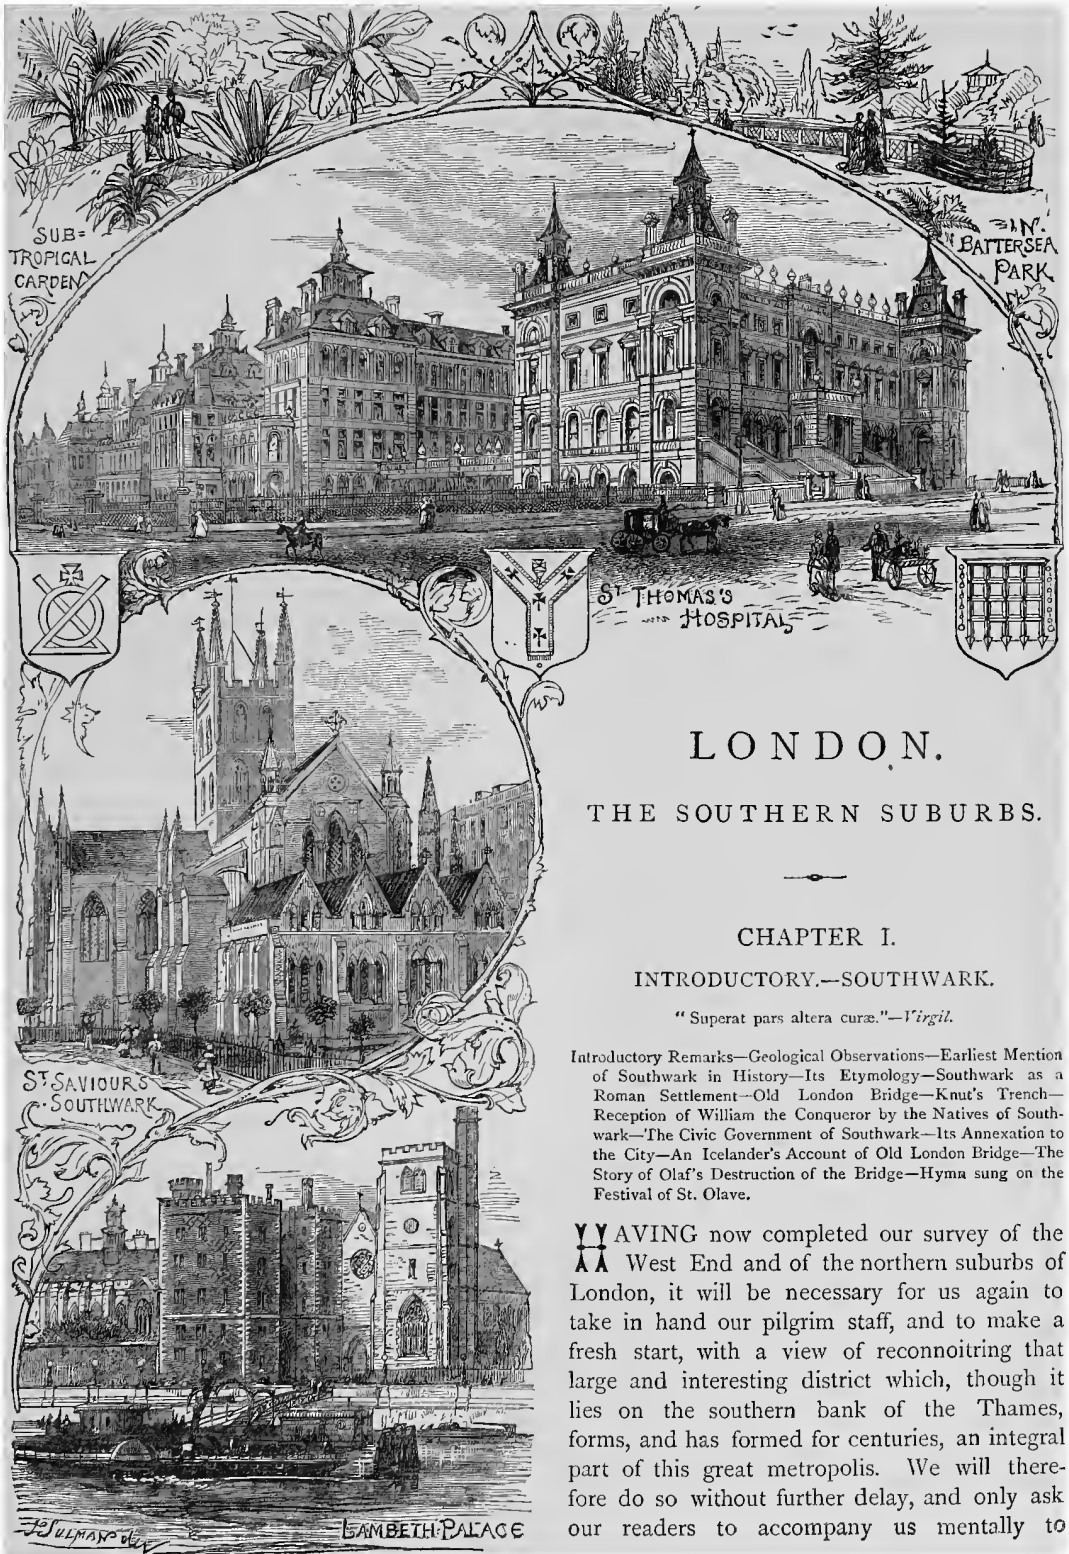 SUB=
TROPICAL
GARDEN
IN
BATTERSEA
PARK
ST THOMAS'S
HOSPITAL
ST SAVIOURS
SOUTHWARK
LAMBETH PALACE
LONDON.
THE SOUTHERN SUBURBS.
CHAPTER I.
INTRODUCTORY.—SOUTHWARK.
" Superat pars altera curæ."—Virgil.
Introductory Remarks—Geological Observations—Earliest Mention
of Southwark in History—Its Etymology—Southwark as a
Roman Settlement—Old London Bridge—Knut's Trench—
Reception of William the Conqueror by the Natives of South-
wark—The Civic Government of Southwark—Its Annexation to
the City—An Icelander's Account of Old London Bridge—The
Story of Olaf's Destruction of the Bridge—Hymn sung on the
Festival of St. Olave.
HAVING now completed our survey of the
West End and of the northern suburbs of
London, it will be necessary for us again to
take in hand our pilgrim staff, and to make a
fresh start, with a view of reconnoitring that
large and interesting district which, though it
lies on the southern bank of the Thames,
forms, and has formed for centuries, an integral
part of this great metropolis. We will there-
fore do so without further delay, and only ask
our readers to accompany us mentally to